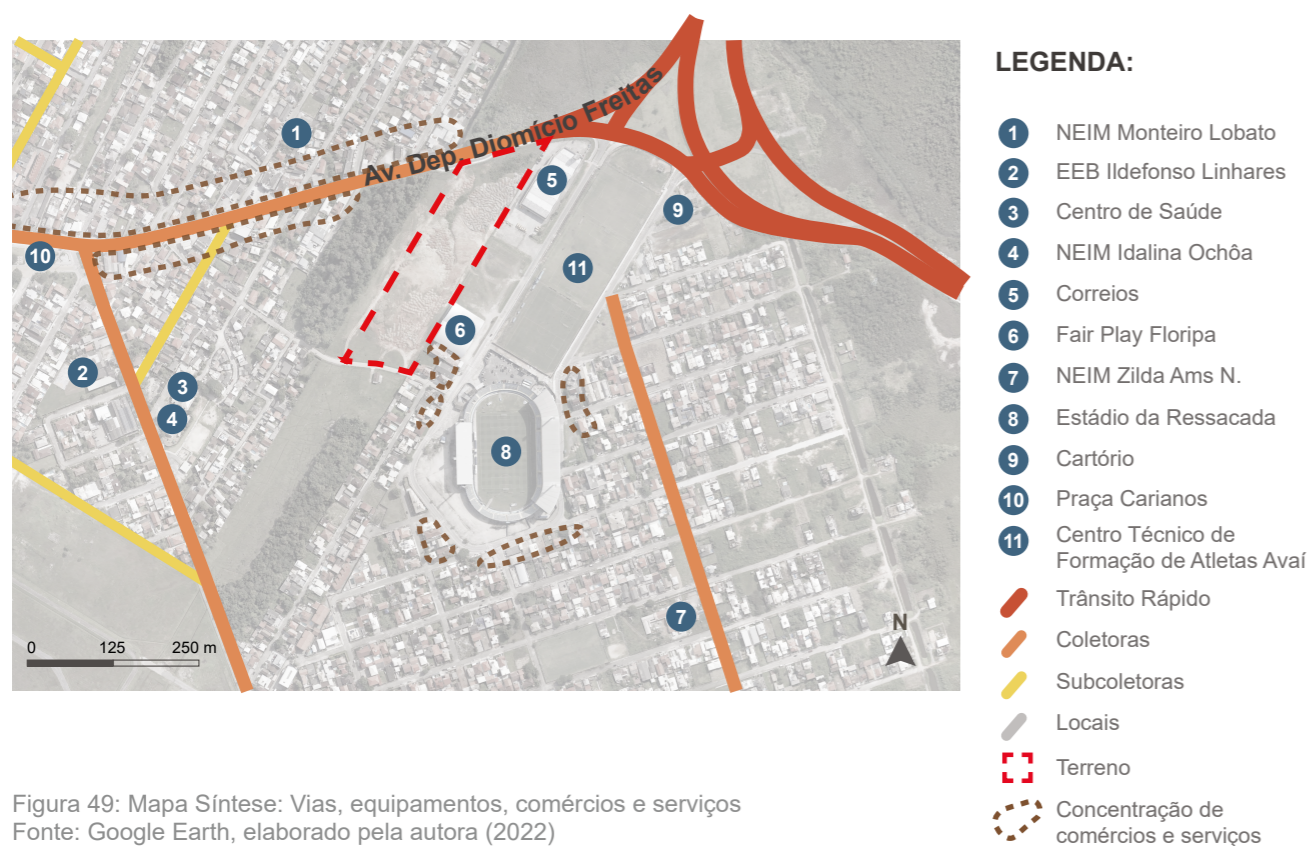 Av. Dep. Diomício Freitas
1
5
9
10
11
6
2
3
4
8
7
N
0 125 250 m
LEGENDA:
1 NEIM Monteiro Lobato
2 EEB Ildefonso Linhares
3 Centro de Saúde
4 NEIM Idalina Ochôa
5 Correios
6 Fair Play Floripa
7 NEIM Zilda Ams N.
8 Estádio da Ressacada
9 Cartório
10 Praça Carianos
11 Centro Técnico de
Formação de Atletas Avaí
Trânsito Rápido
Coletoras
Subcoletoras
Locais
Terreno
Concentração de
comércios e serviços
Figura 49: Mapa Síntese: Vias, equipamentos, comércios e serviços
Fonte: Google Earth, elaborado pela autora (2022)